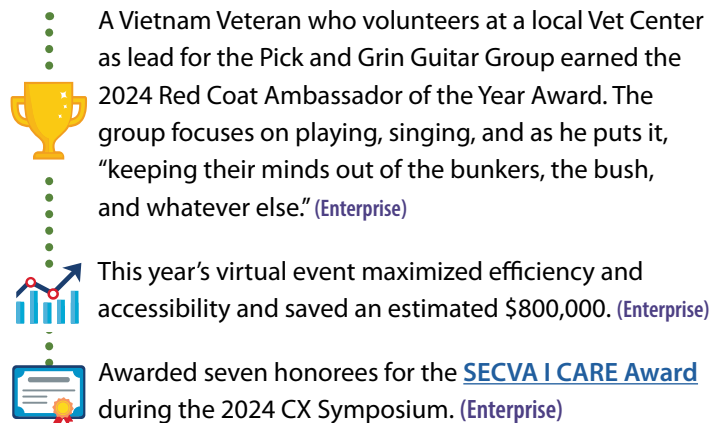 A Vietnam Veteran who volunteers at a local Vet Center
as lead for the Pick and Grin Guitar Group earned the
2024 Red Coat Ambassador of the Year Award. The
group focuses on playing, singing, and as he puts it,
“keeping their minds out of the bunkers, the bush,
and whatever else.” (Enterprise)
This year’s virtual event maximized efficiency and
accessibility and saved an estimated $800,000. (Enterprise)
Awarded seven honorees for the SECVA I CARE Award
during the 2024 CX Symposium. (Enterprise)